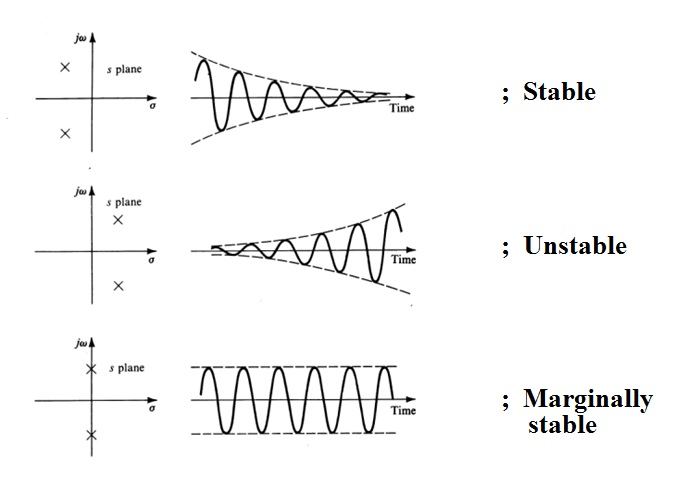 jω
s plane
σ
Time
; Stable
jω
s plane
σ
Time
; Unstable
jω
s plane
σ
Time
; Marginally
stable